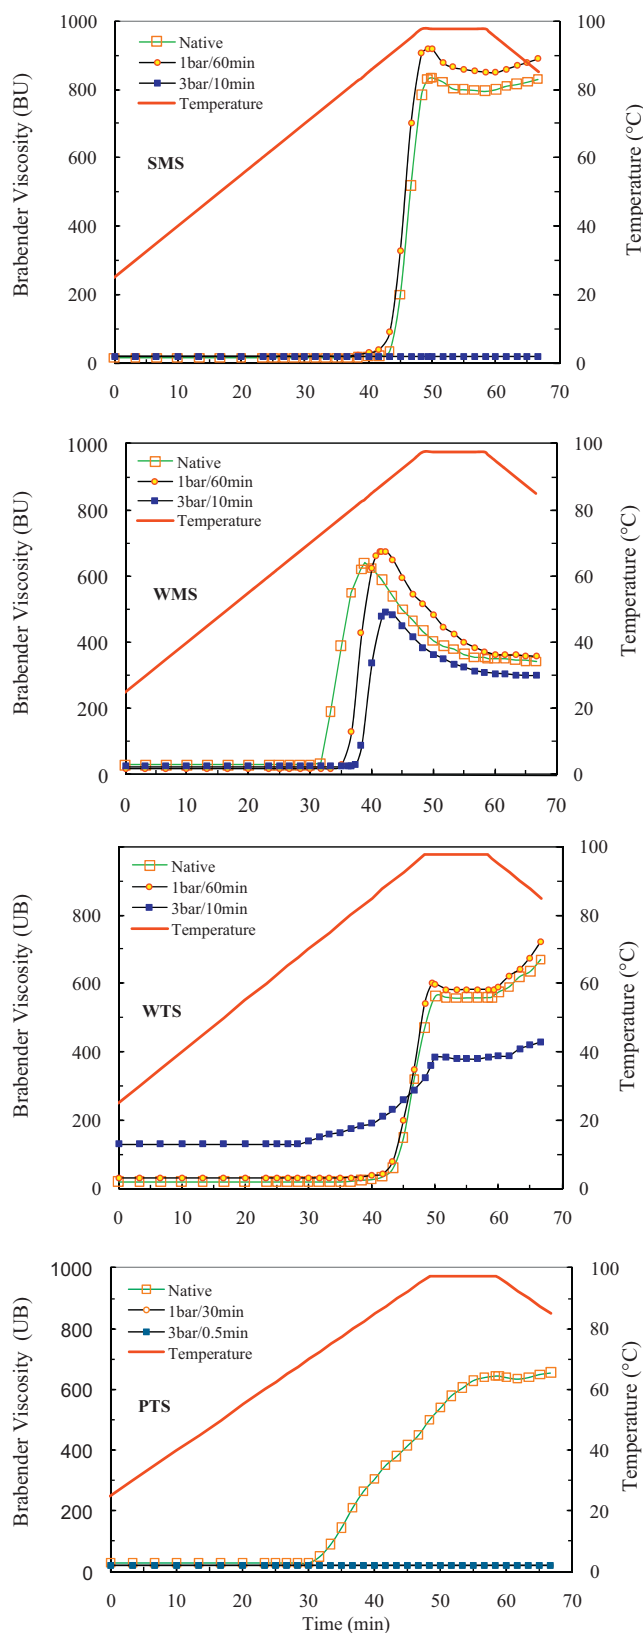 1000
800
600
400
200
0
Brabender Viscosity (BU)
Native
1bar/60min
3bar/10min
Temperature
SMS
100
80
60
40
20
0
Temperature (°C)
0 10 20 30 40 50 60 70
1000
800
600
400
200
0
Brabender Viscosity (BU)
Native
1bar/60min
3bar/10min
Temperature
WMS
100
80
60
40
20
0
Temperature (°C)
0 10 20 30 40 50 60 70
800
600
400
200
0
Brabender Viscosity (UB)
Native
1bar/60min
3bar/10min
Temperature
WTS
100
80
60
40
20
0
Temperature (°C)
0 10 20 30 40 50 60 70
1000
800
600
400
200
0
Brabender Viscosity (UB)
Native
1bar/30min
3bar/0.5min
Temperature
PTS
100
80
60
40
20
0
Temperature (°C)
0 10 20 30 40 50 60 70
Time (min)